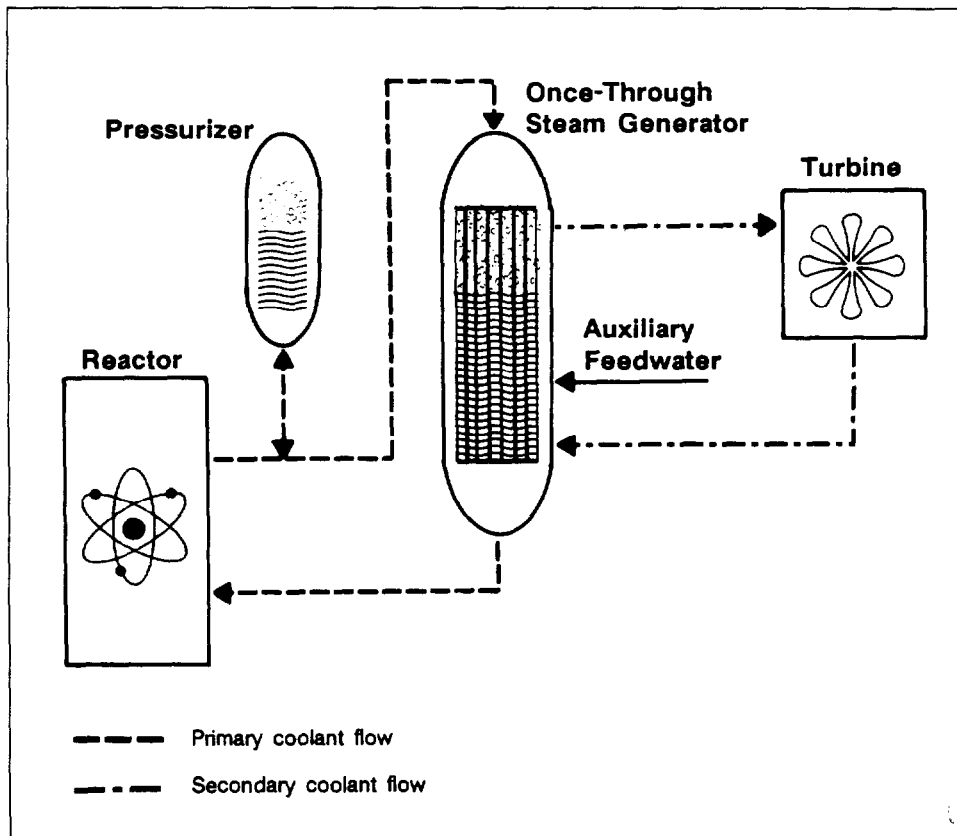 Once-Through
Steam Generator
Pressurizer
Turbine
Auxiliary
Feedwater
Reactor
Primary coolant flow
Secondary coolant flow